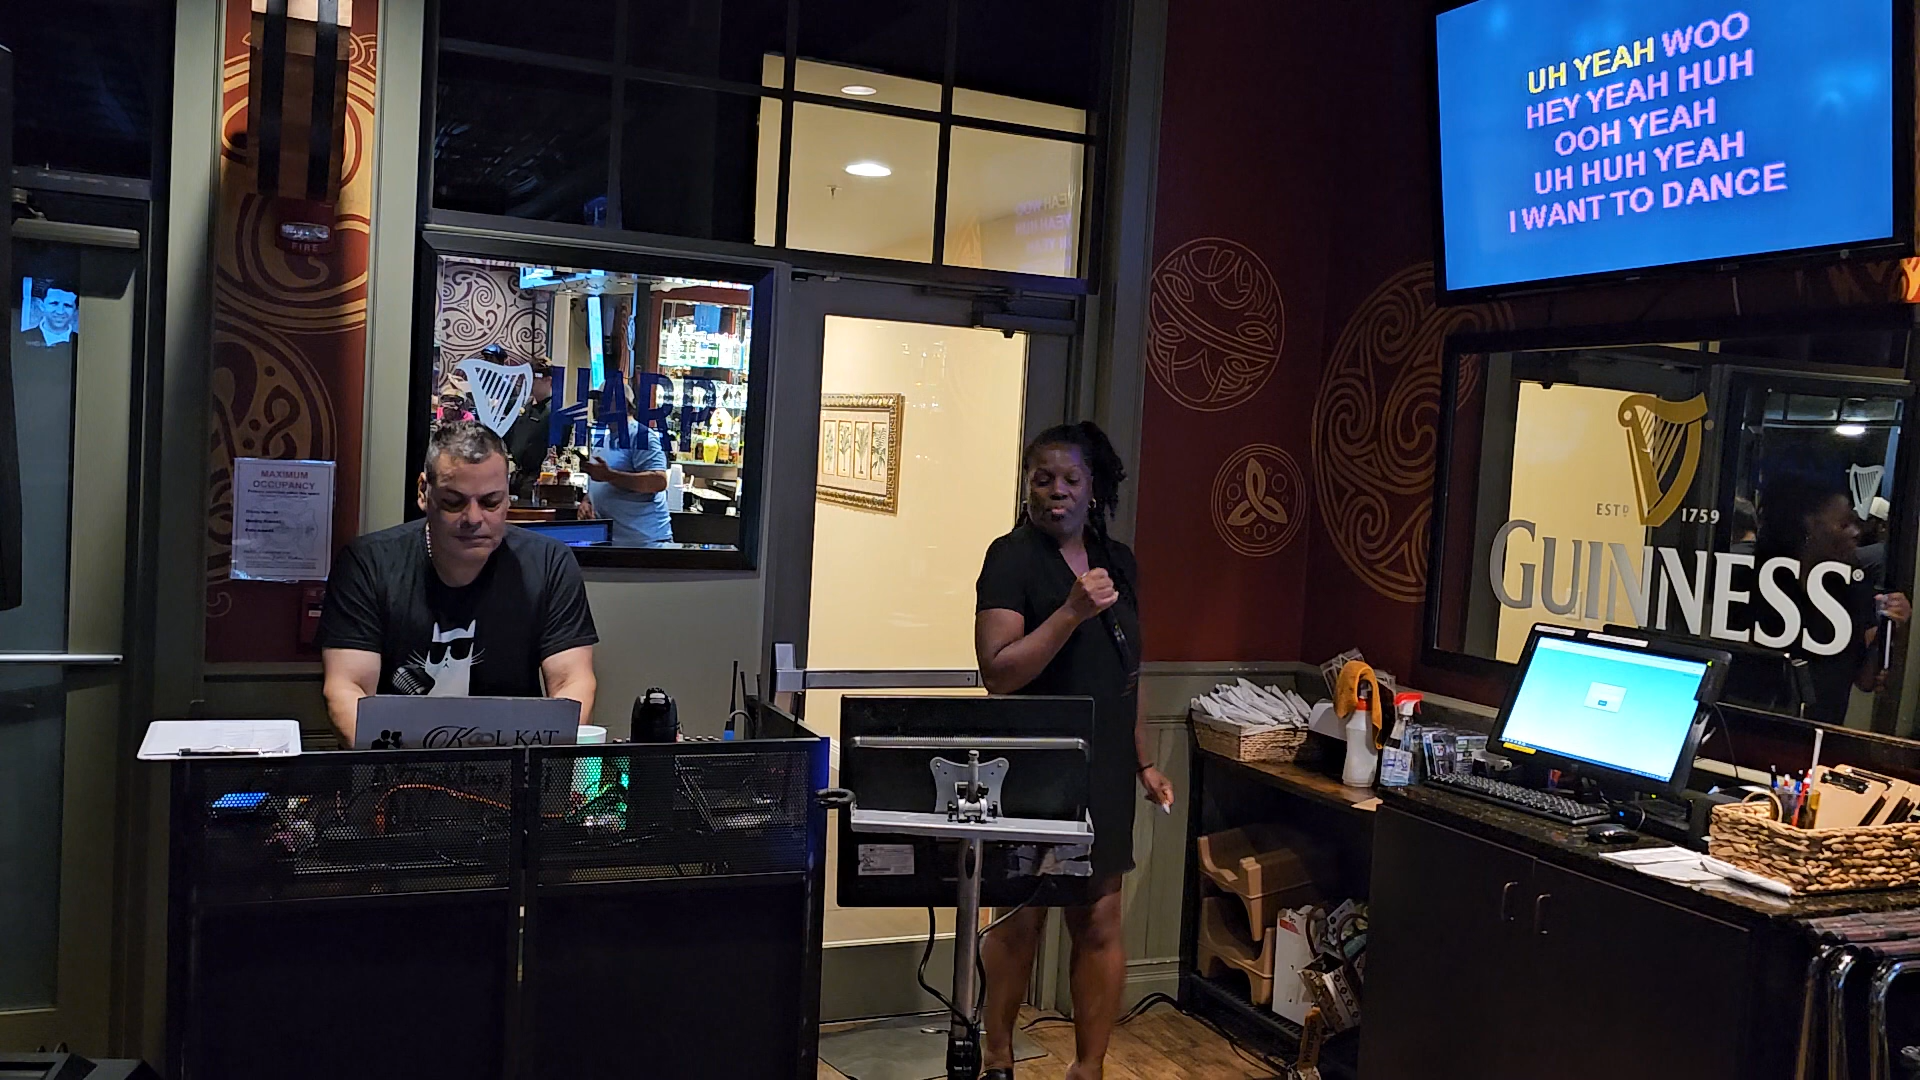 UH YEAH WOO
HEY YEAH HUH
OOH YEAH
UH HUH YEAH
I WANT TO DANCE
FIRE
MAXIMUM
OCCUPANCY
HARP
ESTD 1759
GUINNESS
KOOL KAT